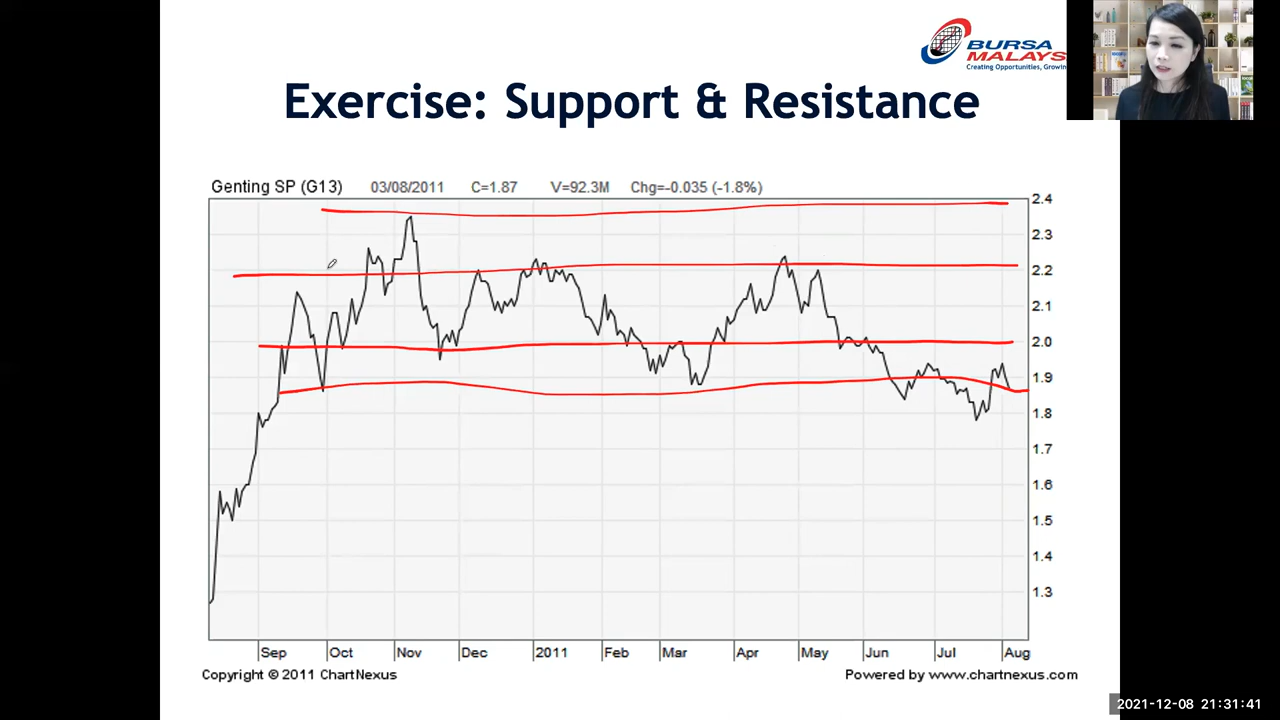 BURSA
MALAYS
Creating Opportunities, Growin
Exercise: Support & Resistance
Genting SP (G13) 03/08/2011 C=1.87 V=92.3M Chg=-0.035 (-1.8%)
2.4
2.3
2.2
2.1
2.0
1.9
1.8
1.7
1.6
1.5
1.4
1.3
Sep Oct Nov Dec 2011 Feb Mar Apr May Jun Jul Aug
Copyright © 2011 ChartNexus Powered by www.chartnexus.com
2021-12-08 21:31:41